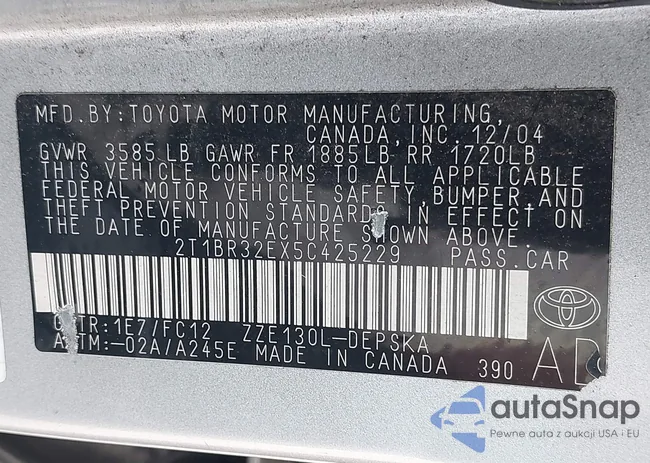 MFD. BY: TOYOTA MOTOR MANUFACTURING,
CANADA, INC. 12/04
GVWR 3585 LB GAWR FR 1885LB RR 1720LB
THIS VEHICLE CONFORMS TO ALL APPLICABLE
FEDERAL MOTOR VEHICLE SAFETY, BUMPER, AND
THEFT PREVENTION STANDARDS IN EFFECT ON
THE DATE OF MANUFACTURE SHOWN ABOVE.
2T1BR32EX5C425229 PASS. CAR
C/TR: 1E7/FC12 ZZE130L-DEPSKA
A/TM: -02A/A245E MADE IN CANADA 390 AD
autaSnap
Pewne auta z aukcji USA i EU